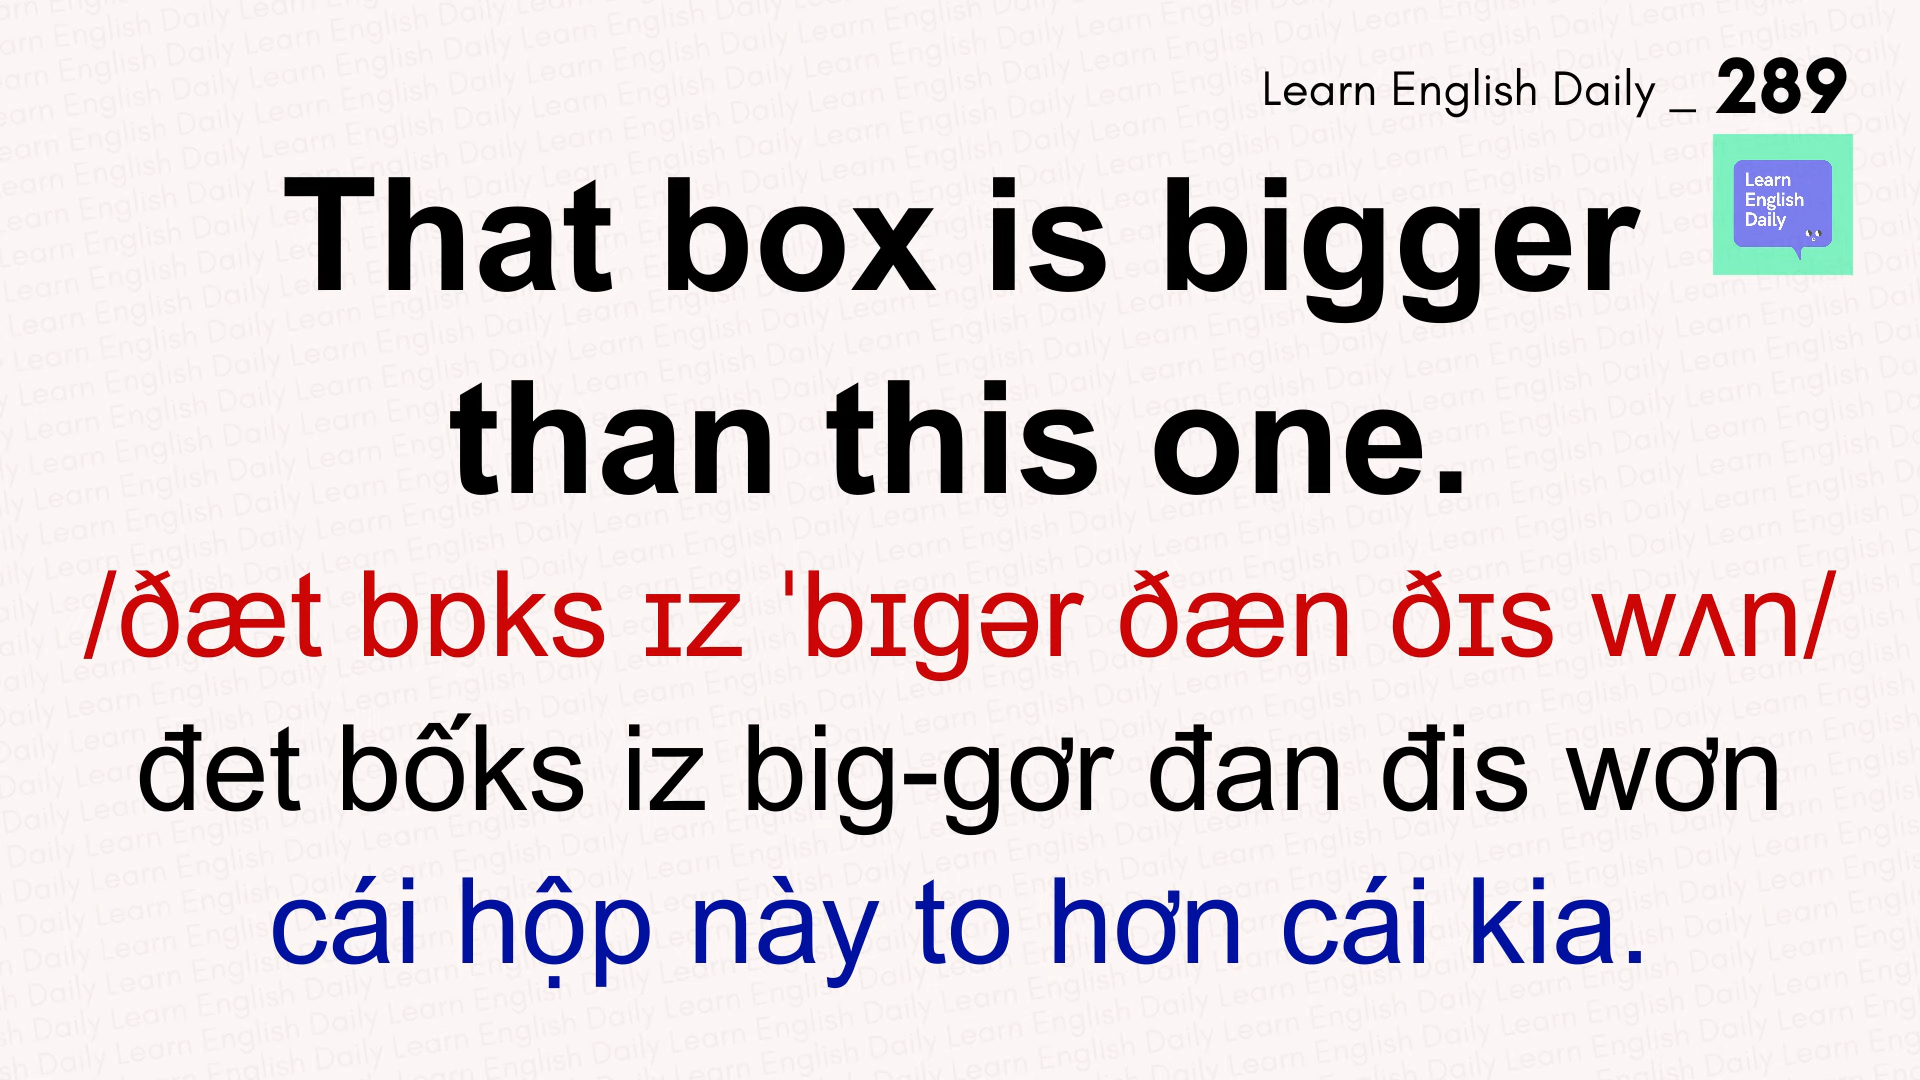 Learn English Daily _ 289
Learn
English
Daily
That box is bigger
than this one.
/ðæt bɒks ɪz ˈbɪgər ðæn ðɪs wʌn/
đet bốks iz big-gơr đan đis wơn
cái hộp này to hơn cái kia.